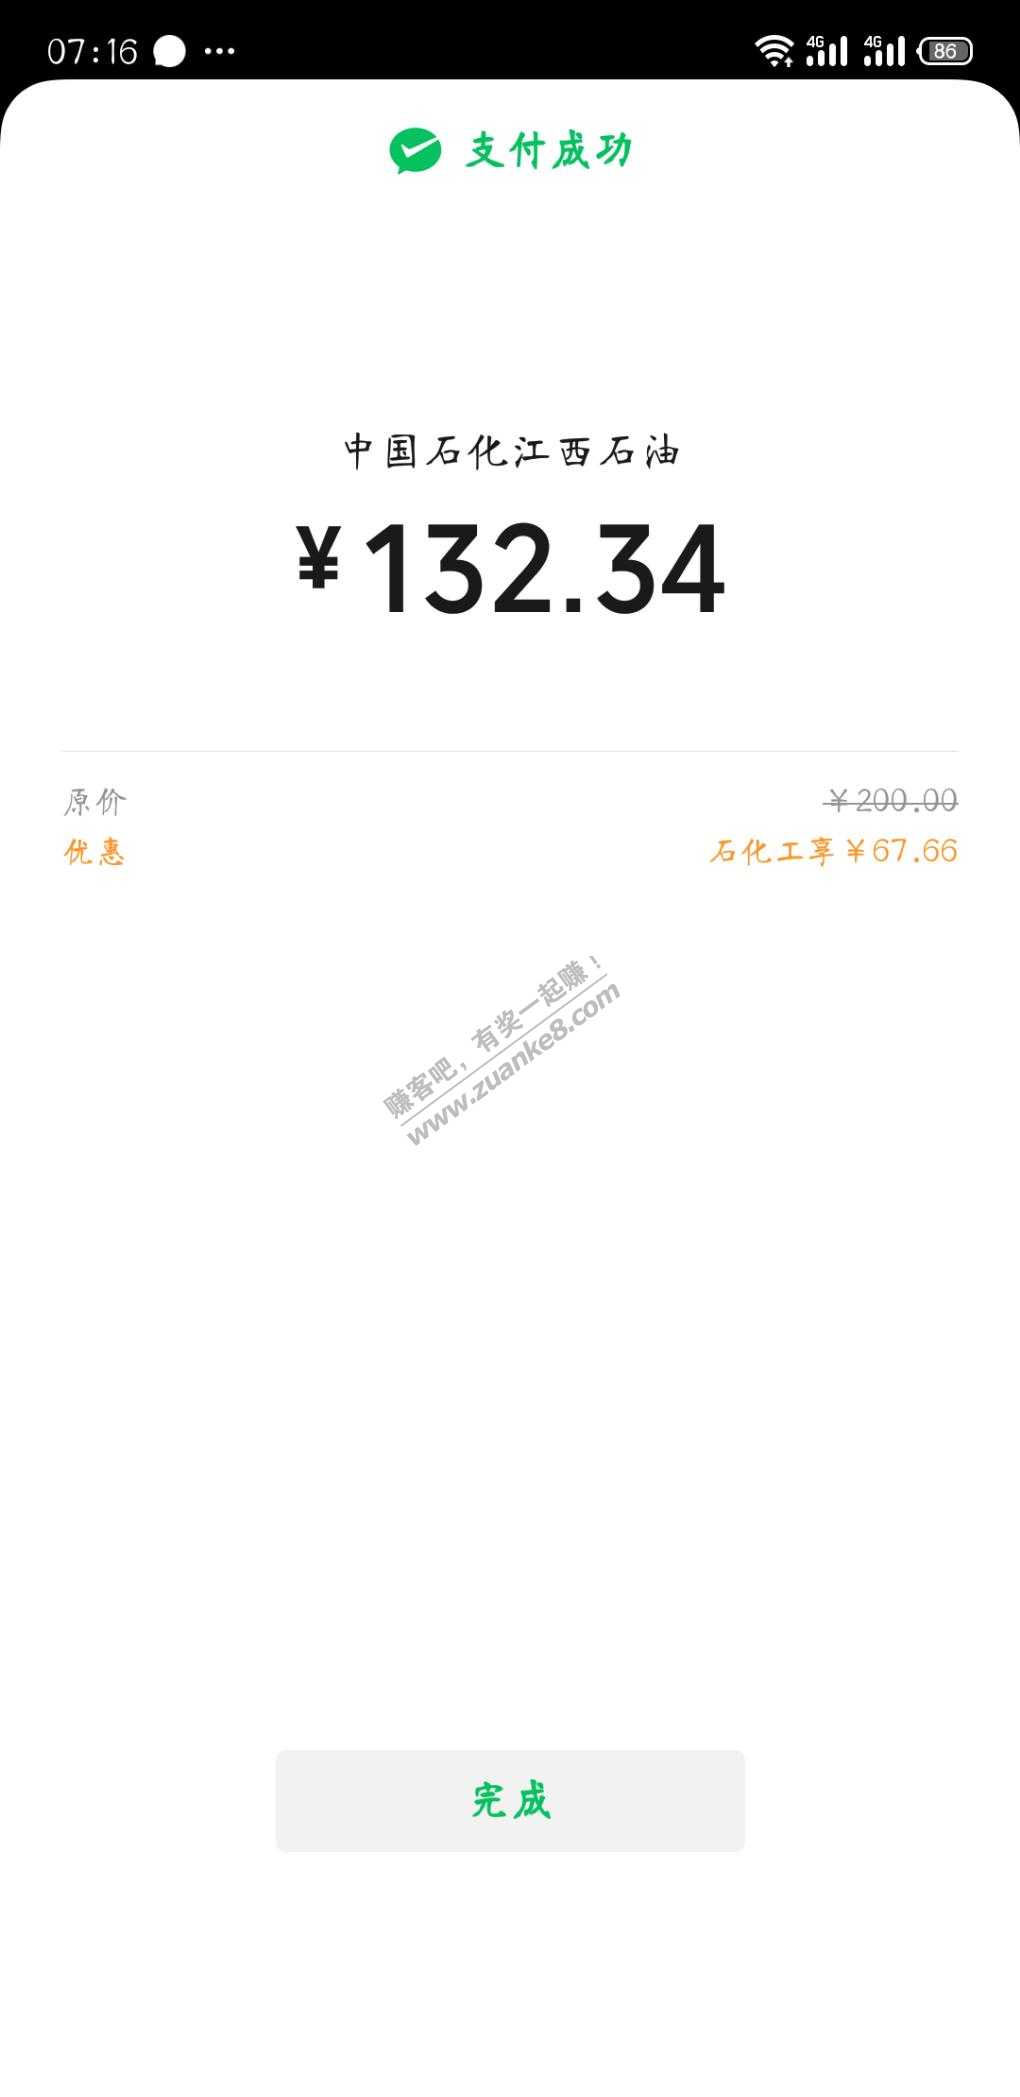 07:16 ··· 4G 4G 86
支付成功
中国石化江西石油
¥132.34
原价 ¥200.00
优惠 石化工享¥67.66
赚客吧，有奖一起赚！
www.zuanke8.com
完成